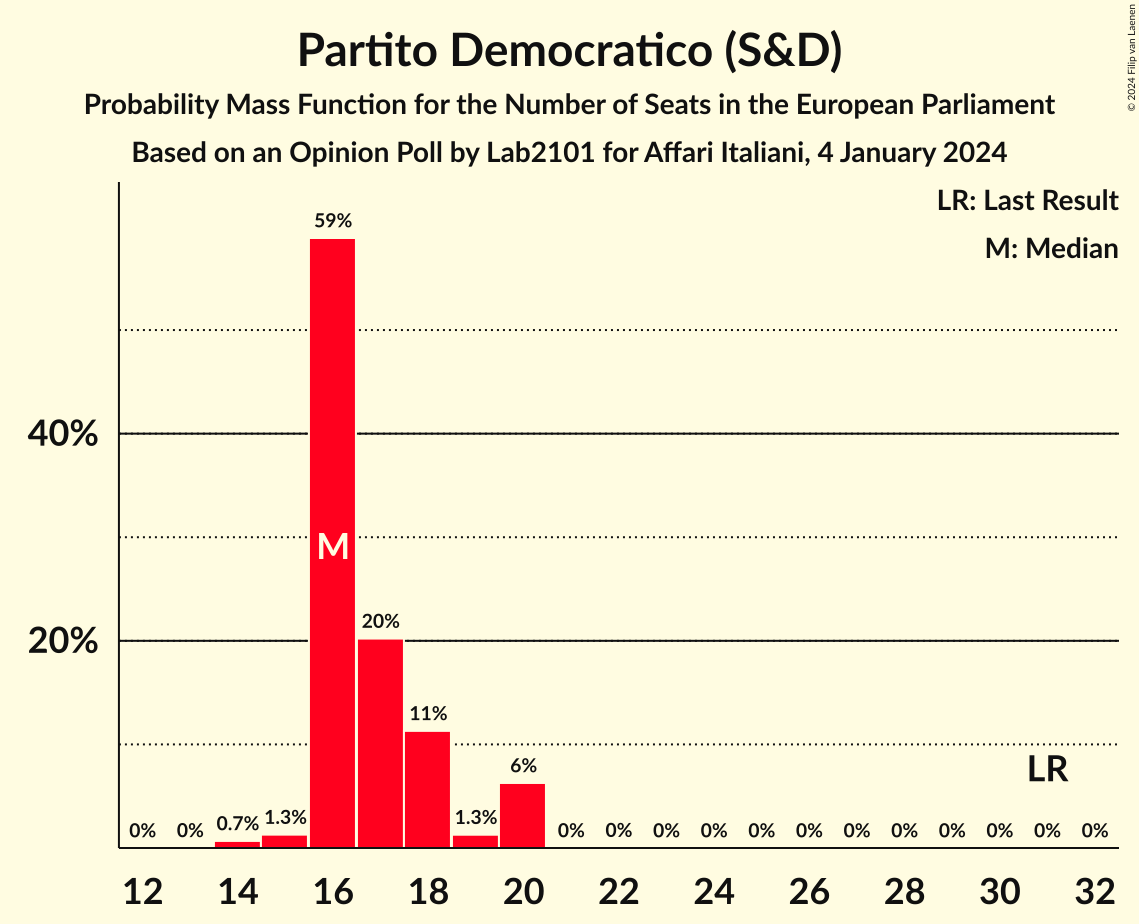 Partito Democratico (S&D)
Probability Mass Function for the Number of Seats in the European Parliament
Based on an Opinion Poll by Lab2101 for Affari Italiani, 4 January 2024
© 2024 Filip van Laenen
LR: Last Result
M: Median
59%
40%
M
20%
20%
11%
LR
6%
0% 0% 0.7% 1.3% 1.3% 0% 0% 0% 0% 0% 0% 0% 0% 0% 0% 0% 0%
12 14 16 18 20 22 24 26 28 30 32